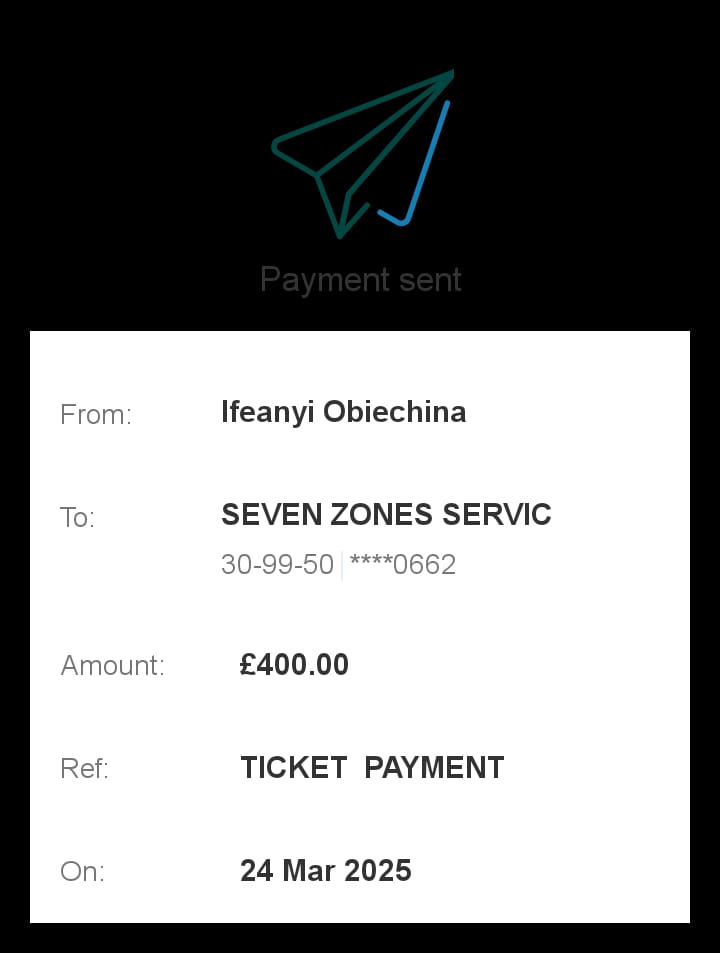 Payment sent
From: Ifeanyi Obiechina
To: SEVEN ZONES SERVIC
30-99-50 ****0662
Amount: £400.00
Ref: TICKET  PAYMENT
On: 24 Mar 2025